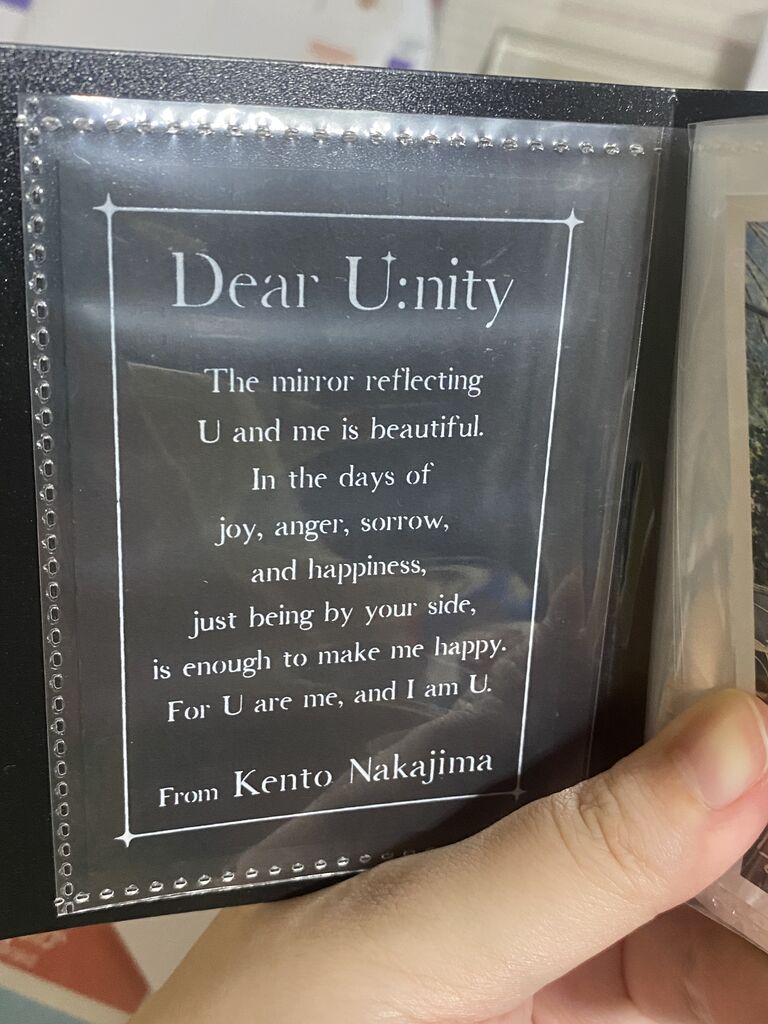 Dear U:nity
The mirror reflecting
U and me is beautiful.
In the days of
joy, anger, sorrow,
and happiness,
just being by your side,
is enough to make me happy.
For U are me, and I am U.
From Kento Nakajima